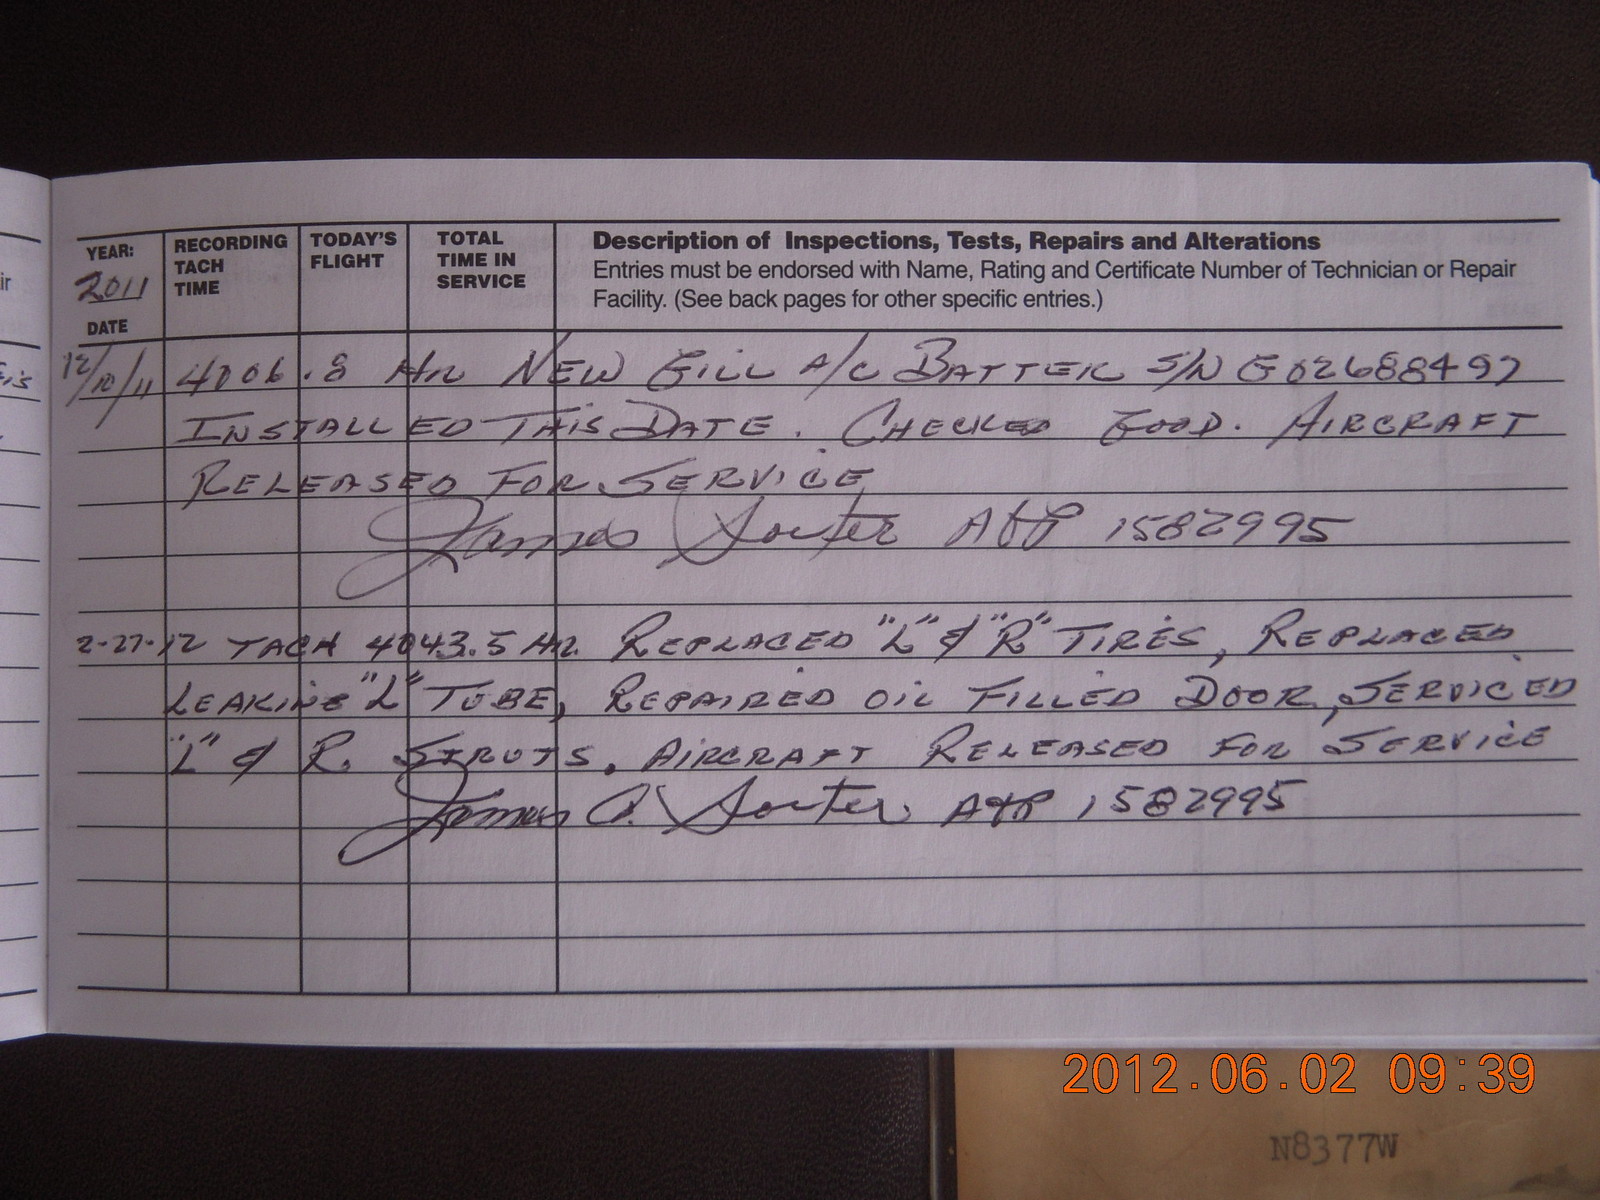 YEAR: RECORDING TACH TIME TODAY'S FLIGHT TOTAL TIME IN SERVICE Description of Inspections, Tests, Repairs and Alterations
2011 Entries must be endorsed with Name, Rating and Certificate Number of Technician or Repair
DATE Facility. (See back pages for other specific entries.)
12/10/11 4006.8 Hr NEW GILL A/C BATTER S/N G02688497
INSTALLED THIS DATE. CHECKED GOOD. AIRCRAFT
RELEASED FOR SERVICE
James A&P 1582995
2-27-12 TACH 4043.5 Hr. REPLACED "L" & "R" TIRES, REPLACED
LEAKING "L" TUBE, REPAIRED OIL FILLED DOOR, SERVICED
"L" & R. STRUTS. AIRCRAFT RELEASED FOR SERVICE
James A&P 1582995
2012.06.02 09:39
N8377W